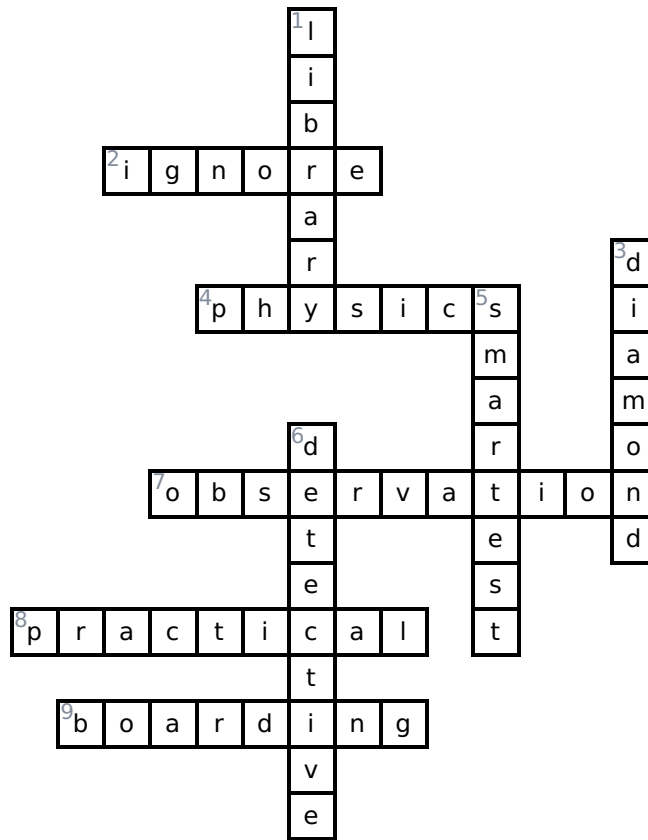 1 library
2 ignore
3 diamond
4 physics
5 smartest
6 detective
7 observation
8 practical
9 boarding